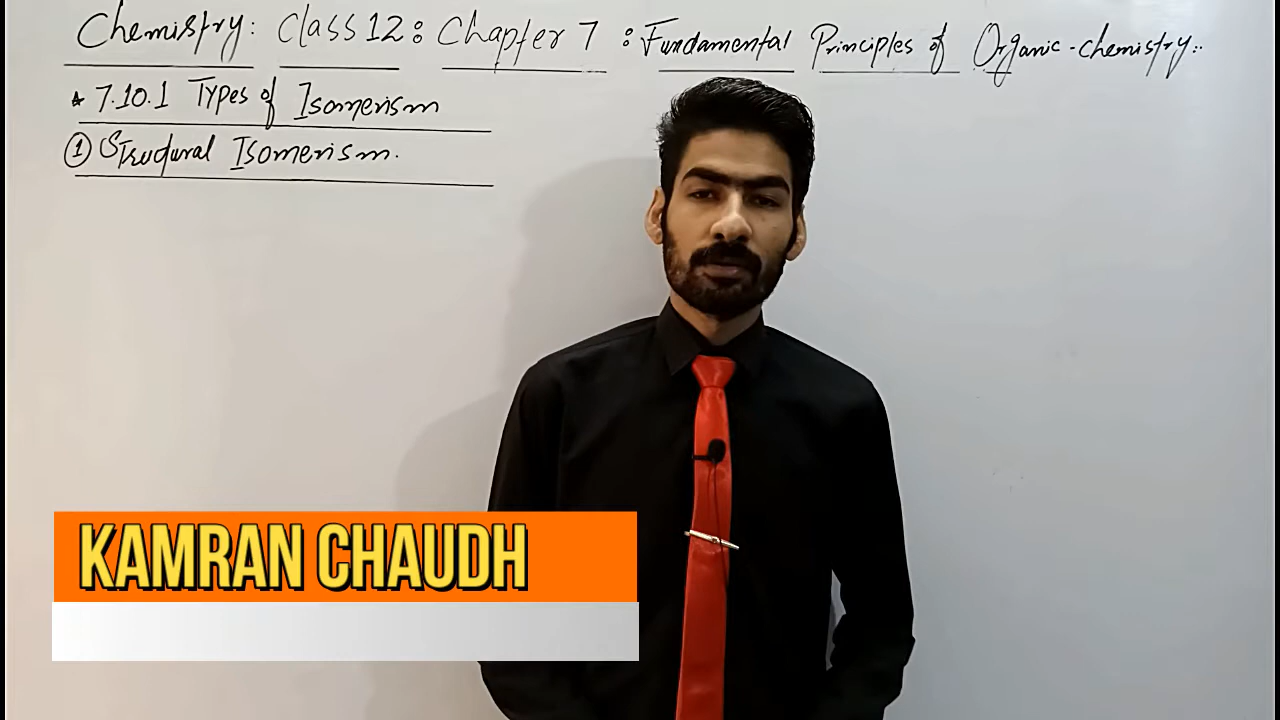 Chemistry: Class 12: Chapter 7: Fundamental Principles of Organic-chemistry:.
* 7.10.1 Types of Isomerism
① Structural Isomerism.
KAMRAN CHAUDH